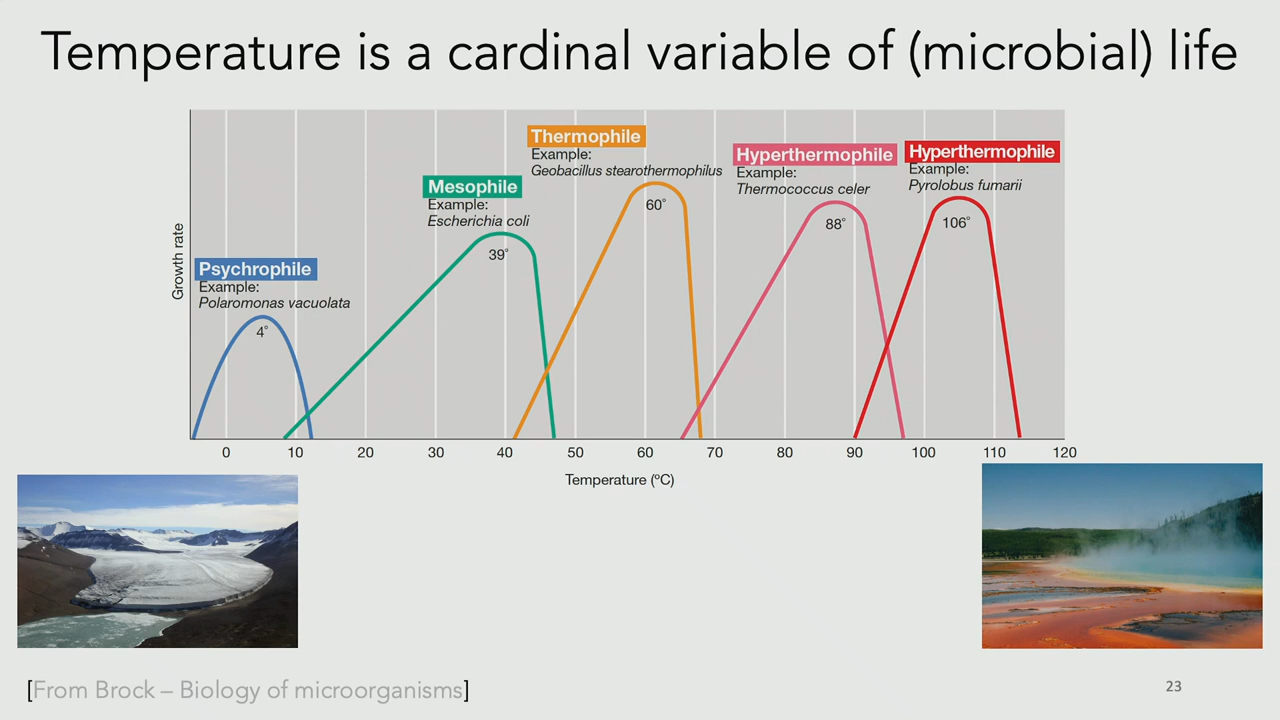 Temperature is a cardinal variable of (microbial) life
Thermophile
Example:
Geobacillus stearothermophilus
Hyperthermophile
Example:
Thermococcus celer
Hyperthermophile
Example:
Pyrolobus fumarii
Mesophile
Example:
Escherichia coli
Psychrophile
Example:
Polaromonas vacuolata
Growth rate
4°
39°
60°
88°
106°
0 10 20 30 40 50 60 70 80 90 100 110 120
Temperature (ºC)
[From Brock – Biology of microorganisms]
23